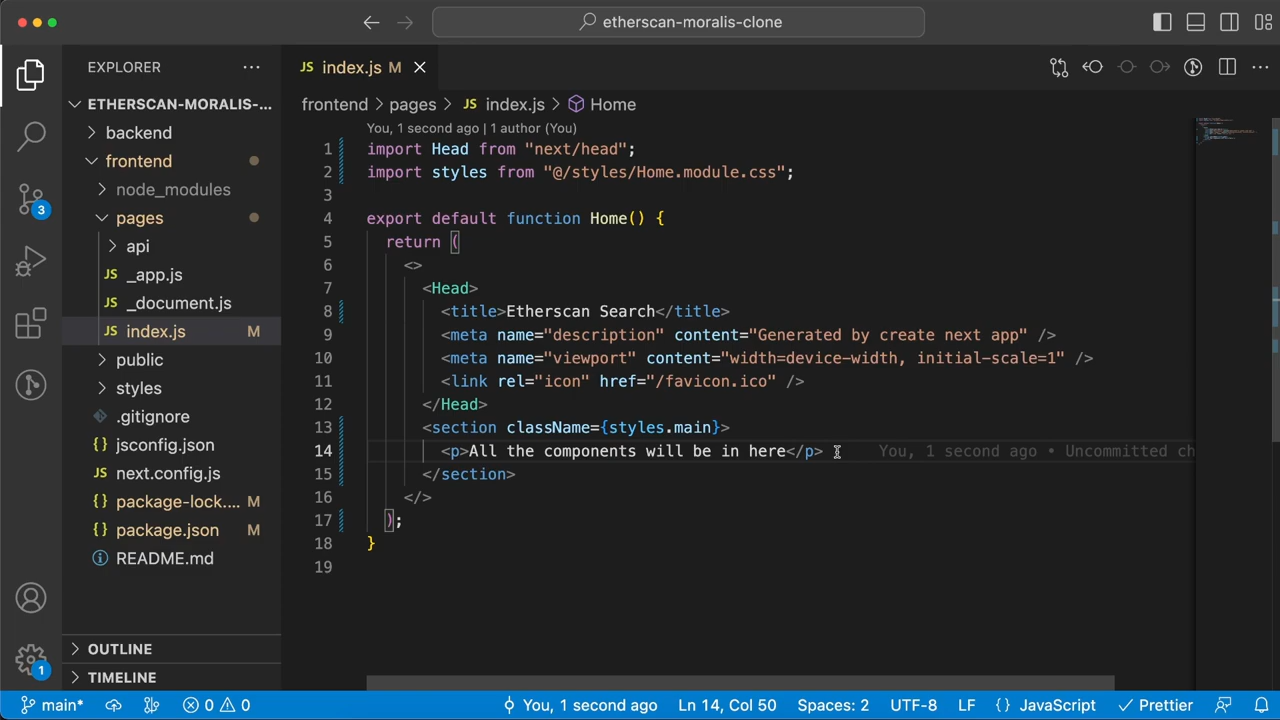 etherscan-moralis-clone
EXPLORER
ETHERSCAN-MORALIS-...
backend
frontend
node_modules
pages
api
JS _app.js
JS _document.js
JS index.js M
public
styles
.gitignore
{} jsconfig.json
JS next.config.js
{} package-lock.... M
{} package.json M
README.md
OUTLINE
TIMELINE
3
1
JS index.js M
frontend > pages > JS index.js > Home
You, 1 second ago | 1 author (You)
1 import Head from "next/head";
2 import styles from "@/styles/Home.module.css";
3
4 export default function Home() {
5 return (
6 <>
7 <Head>
8 <title>Etherscan Search</title>
9 <meta name="description" content="Generated by create next app" />
10 <meta name="viewport" content="width=device-width, initial-scale=1" />
11 <link rel="icon" href="/favicon.ico" />
12 </Head>
13 <section className={styles.main}>
14 <p>All the components will be in here</p> You, 1 second ago • Uncommitted ch
15 </section>
16 </>
17 );
18 }
19
main* 0 0 You, 1 second ago Ln 14, Col 50 Spaces: 2 UTF-8 LF {} JavaScript Prettier